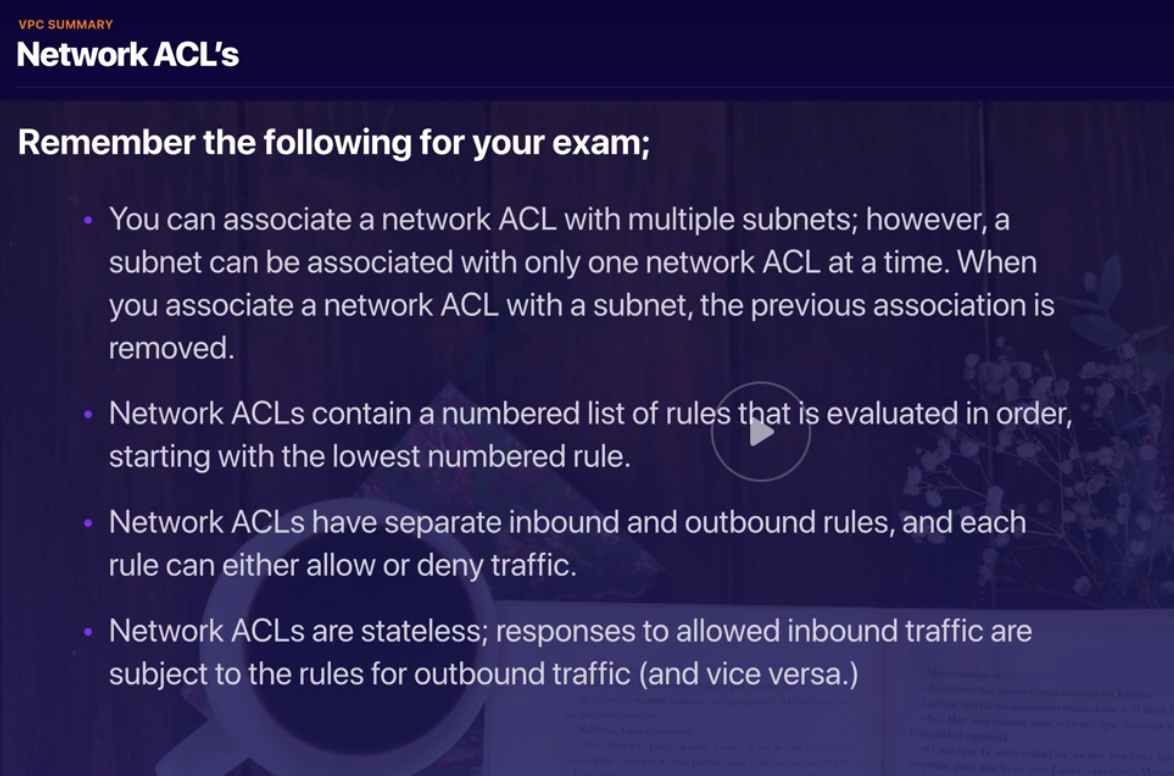 VPC SUMMARY
Network ACL’s
Remember the following for your exam;
• You can associate a network ACL with multiple subnets; however, a
subnet can be associated with only one network ACL at a time. When
you associate a network ACL with a subnet, the previous association is
removed.
• Network ACLs contain a numbered list of rules that is evaluated in order,
starting with the lowest numbered rule.
• Network ACLs have separate inbound and outbound rules, and each
rule can either allow or deny traffic.
• Network ACLs are stateless; responses to allowed inbound traffic are
subject to the rules for outbound traffic (and vice versa.)